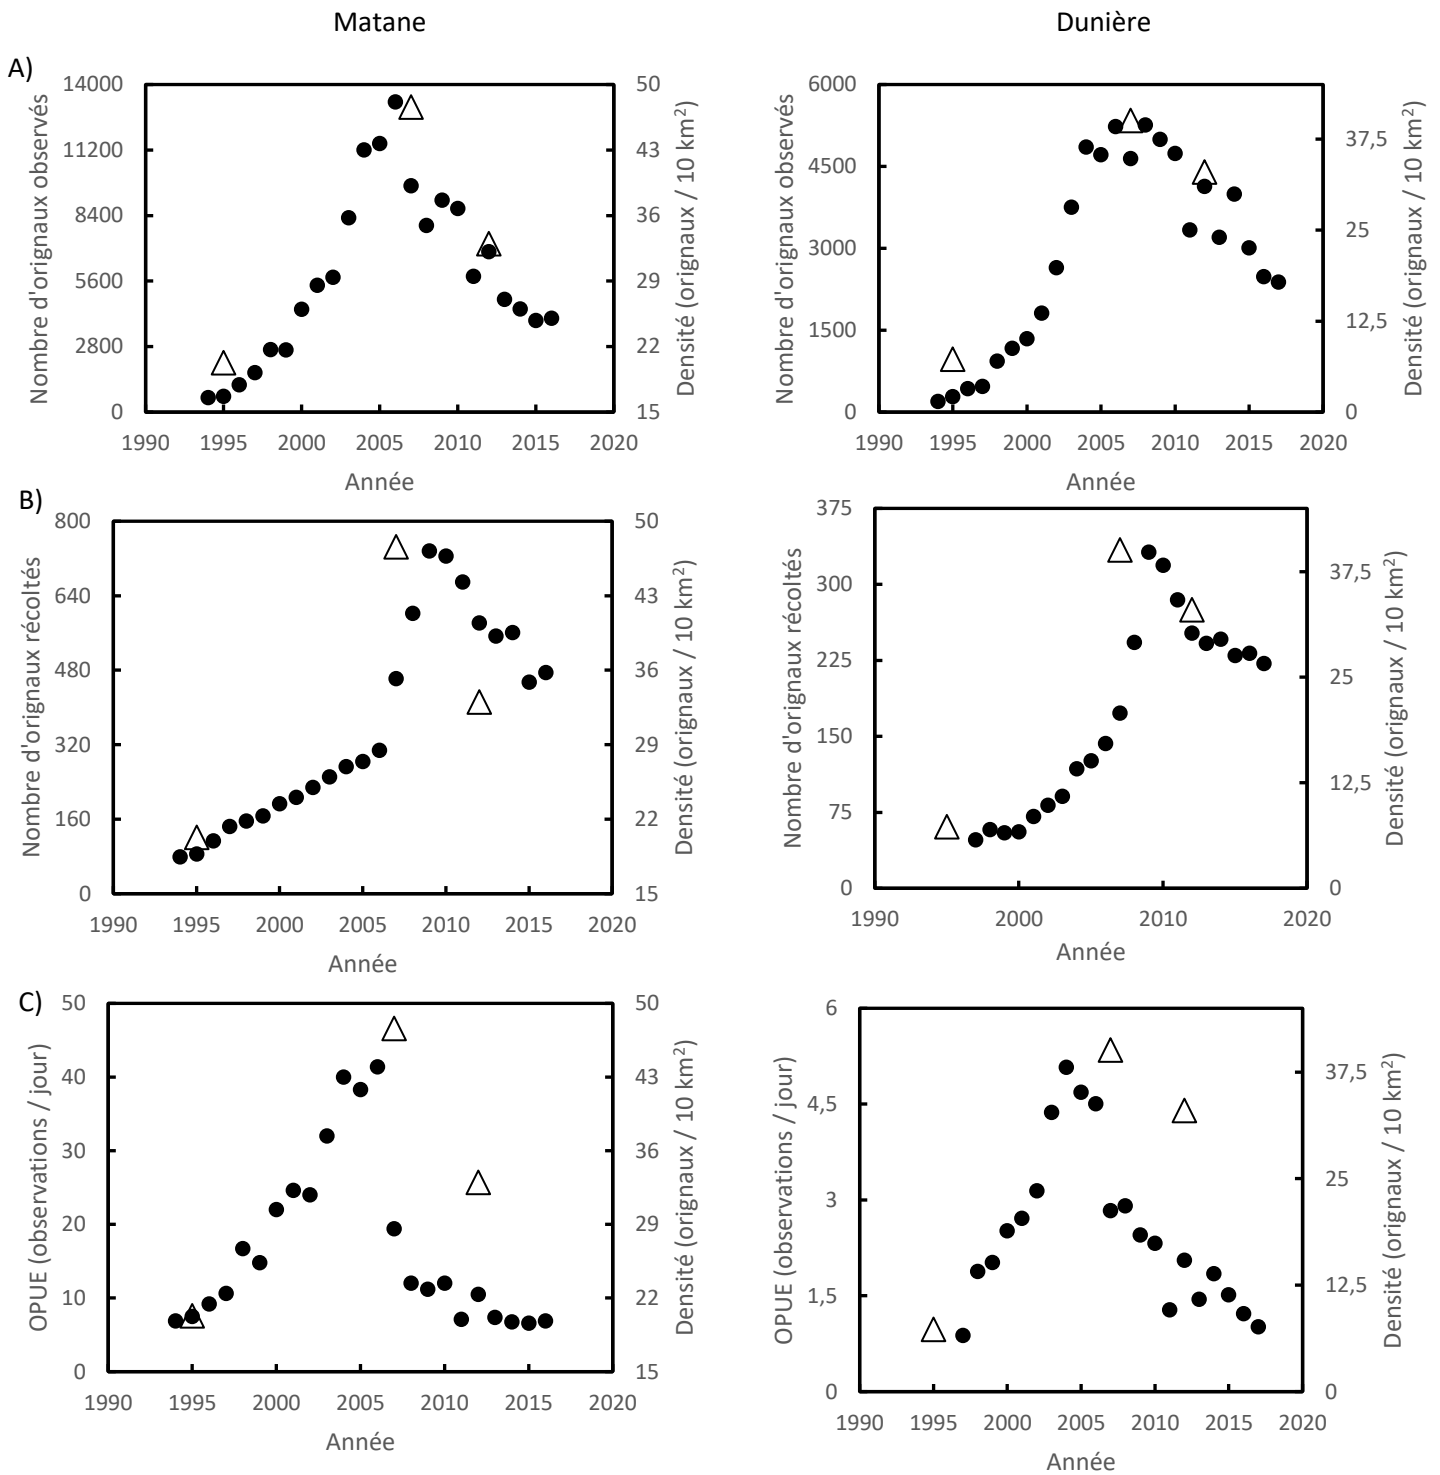 Matane
Dunière
A)
Nombre d'orignaux observés
14000
11200
8400
5600
2800
0
50
43
36
29
22
15
Densité (orignaux / 10 km²)
1990 1995 2000 2005 2010 2015 2020
Année
Nombre d'orignaux observés
6000
4500
3000
1500
0
37,5
25
12,5
0
Densité (orignaux / 10 km²)
1990 1995 2000 2005 2010 2015 2020
Année
B)
Nombre d'orignaux récoltés
800
640
480
320
160
0
50
43
36
29
22
15
Densité (orignaux / 10 km²)
1990 1995 2000 2005 2010 2015 2020
Année
Nombre d'orignaux récoltés
375
300
225
150
75
0
37,5
25
12,5
0
Densité (orignaux / 10 km²)
1990 2000 2010 2020
Année
C)
OPUE (observations / jour)
50
40
30
20
10
0
50
43
36
29
22
15
Densité (orignaux / 10 km²)
1990 1995 2000 2005 2010 2015 2020
Année
OPUE (observations / jour)
6
4,5
3
1,5
0
37,5
25
12,5
0
Densité (orignaux / 10 km²)
1990 1995 2000 2005 2010 2015 2020
Année